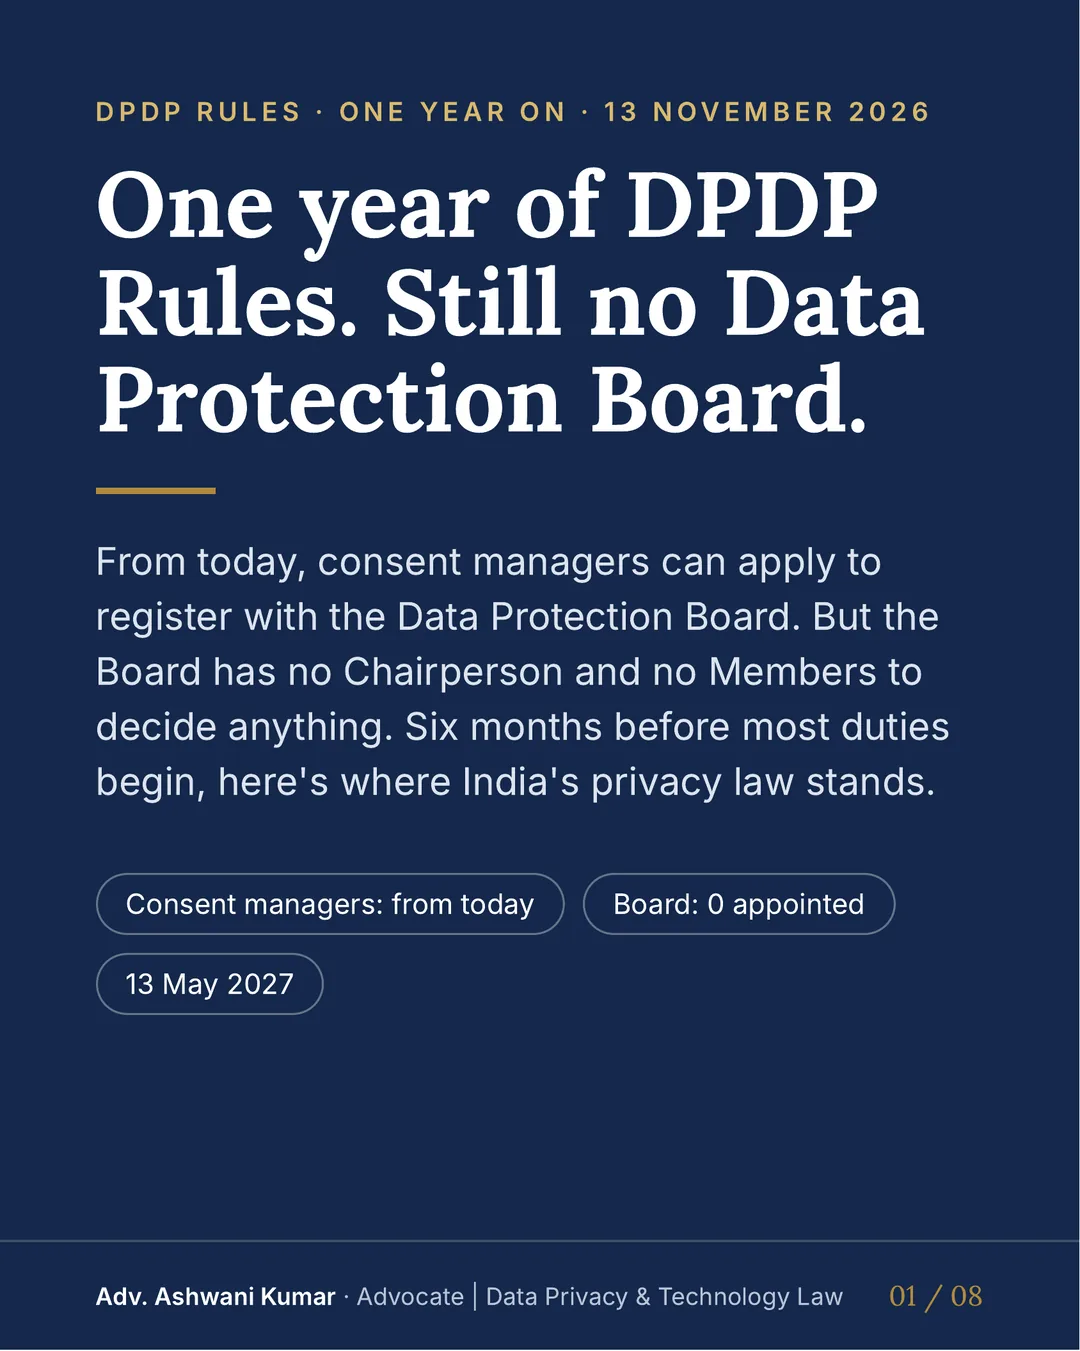 DPDP RULES · ONE YEAR ON · 13 NOVEMBER 2026
One year of DPDP
Rules. Still no Data
Protection Board.
From today, consent managers can apply to
register with the Data Protection Board. But the
Board has no Chairperson and no Members to
decide anything. Six months before most duties
begin, here's where India's privacy law stands.
Consent managers: from today
Board: 0 appointed
13 May 2027
Adv. Ashwani Kumar · Advocate | Data Privacy & Technology Law
01 / 08